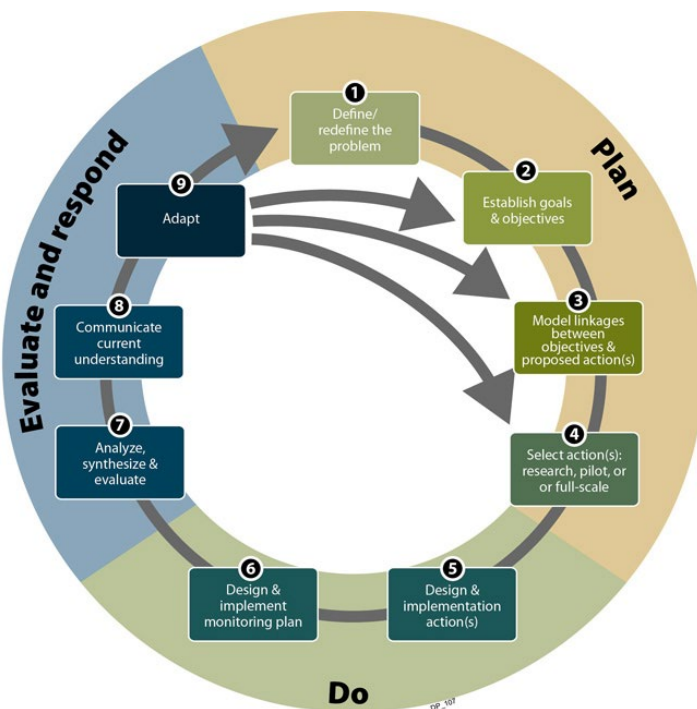 Plan
1
Define/
redefine the
problem
2
Establish goals
& objectives
3
Model linkages
between
objectives &
proposed action(s)
4
Select action(s):
research, pilot, or
or full-scale
Do
5
Design &
implementation
action(s)
6
Design &
implement
monitoring plan
Evaluate and respond
7
Analyze,
synthesize &
evaluate
8
Communicate
current
understanding
9
Adapt
DP_107